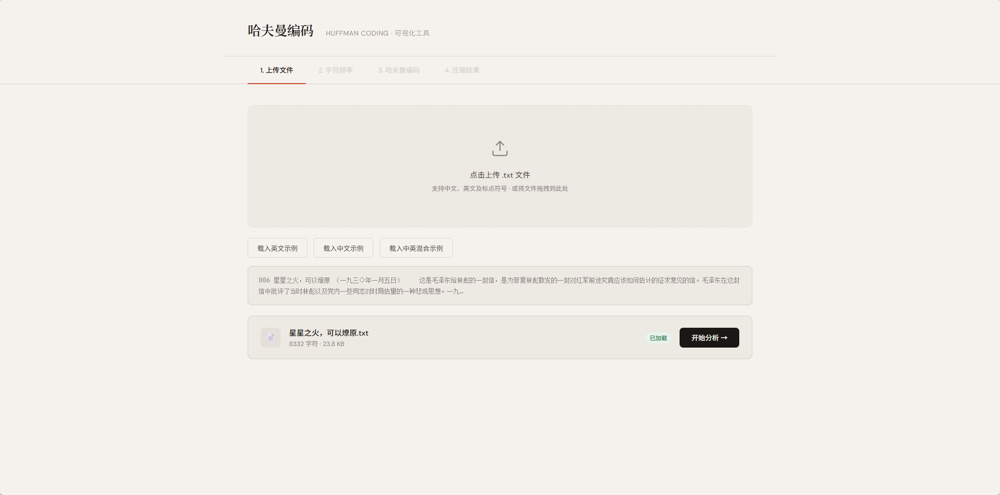 哈夫曼编码 HUFFMAN CODING · 可视化工具
1. 上传文件 2. 字符频率 3. 哈夫曼编码 4. 压缩结果
点击上传 .txt 文件
支持中文、英文及标点符号 · 或将文件拖拽到此处
载入英文示例 载入中文示例 载入中英混合示例
006 星星之火，可以燎原 （一九三〇年一月五日） 这是毛泽东给林彪的一封信，是为答复林彪散发的一封对红军前途究竟应该如何估计的征求意见的信。毛泽东在这封
信中批评了当时林彪以及党内一些同志对时局估量的一种悲观思想。一九…
星星之火，可以燎原.txt
8332 字符 · 23.8 KB
已加载 开始分析 →